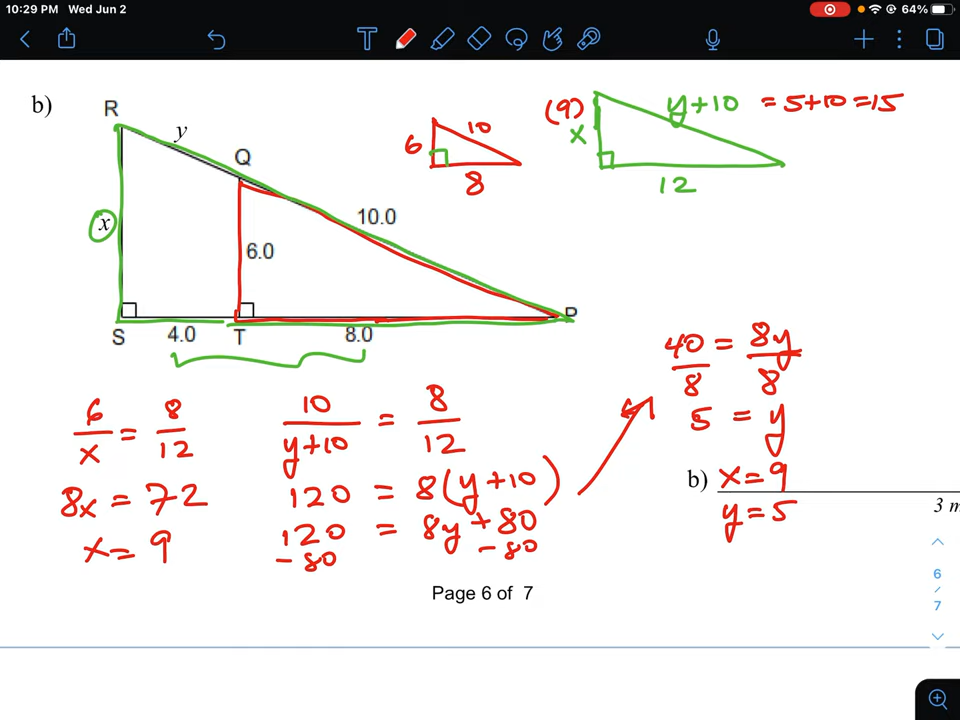 10:29 PM Wed Jun 2
64%
b)
R
y
Q
x
10.0
6.0
S
4.0
T
8.0
P
6
10
8
(9)
x
y+10 = 5+10 = 15
12
6/x = 8/12
8x = 72
x = 9
10/(y+10) = 8/12
120 = 8(y+10)
120 = 8y + 80
-80 -80
40/8 = 8y/8
5 = y
b) x = 9
y = 5
3 m
Page 6 of 7
6
/
7